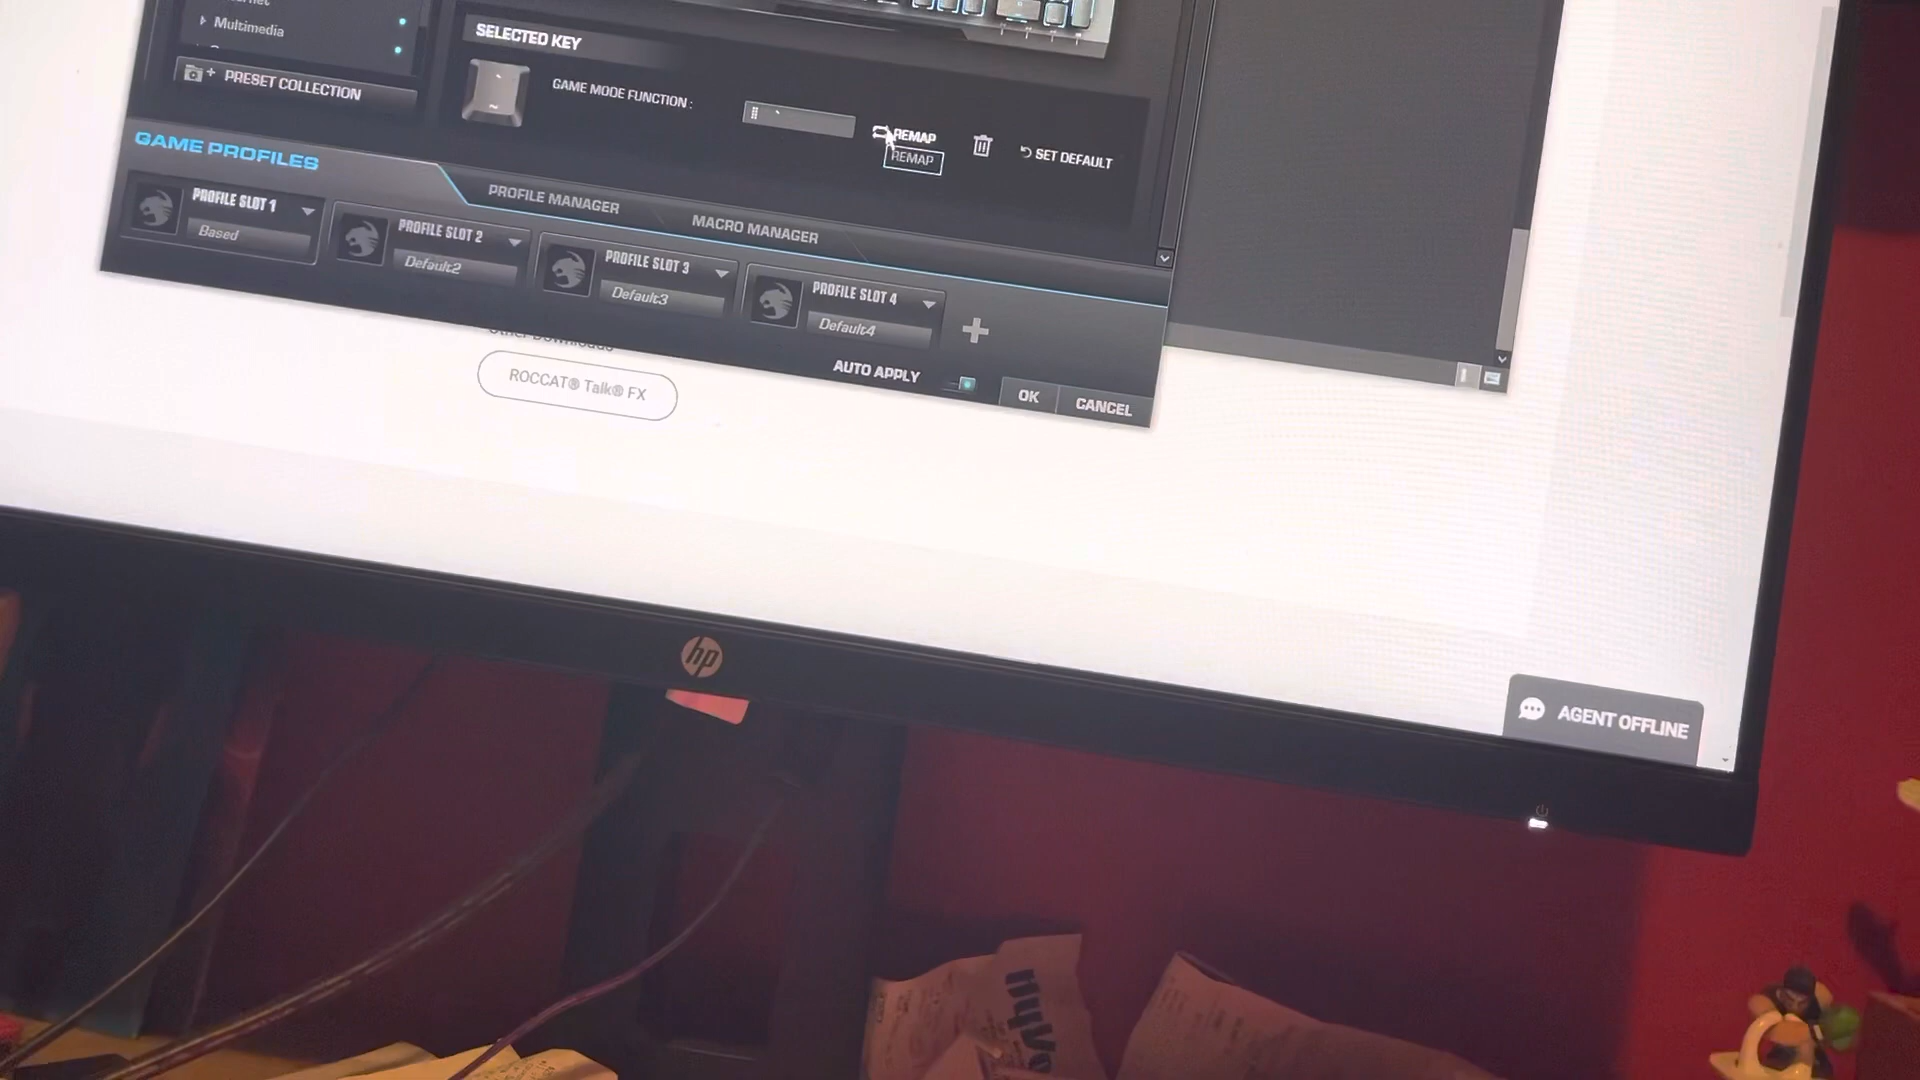 Multimedia
PRESET COLLECTION
SELECTED KEY
GAME MODE FUNCTION :
REMAP
REMAP
SET DEFAULT
GAME PROFILES
PROFILE MANAGER
MACRO MANAGER
PROFILE SLOT 1
Based
PROFILE SLOT 2
Default2
PROFILE SLOT 3
Default3
PROFILE SLOT 4
Default4
AUTO APPLY
OK
CANCEL
ROCCAT® Talk® FX
hp
AGENT OFFLINE